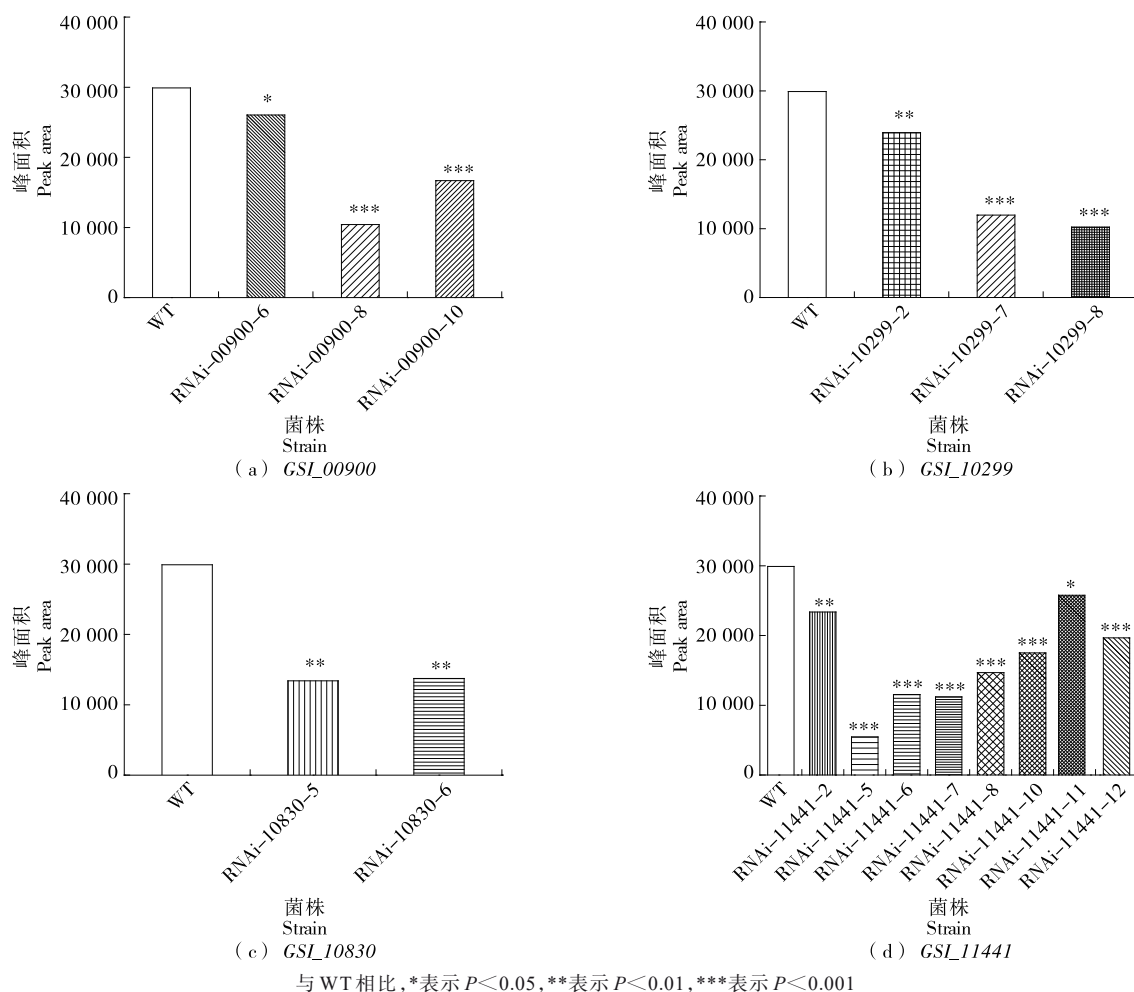 40 000
30 000
20 000
10 000
0
峰面积
Peak area
*
***
***
WT
RNAi-00900-6
RNAi-00900-8
RNAi-00900-10
菌株
Strain
（a）GSI_00900
40 000
30 000
20 000
10 000
0
峰面积
Peak area
**
***
***
WT
RNAi-10299-2
RNAi-10299-7
RNAi-10299-8
菌株
Strain
（b）GSI_10299
40 000
30 000
20 000
10 000
0
峰面积
Peak area
**
**
WT
RNAi-10830-5
RNAi-10830-6
菌株
Strain
（c）GSI_10830
40 000
30 000
20 000
10 000
0
峰面积
Peak area
**
***
***
***
***
***
*
***
WT
RNAi-11441-2
RNAi-11441-5
RNAi-11441-6
RNAi-11441-7
RNAi-11441-8
RNAi-11441-10
RNAi-11441-11
RNAi-11441-12
菌株
Strain
（d）GSI_11441
与WT相比,*表示P＜0.05,**表示P＜0.01,***表示P＜0.001